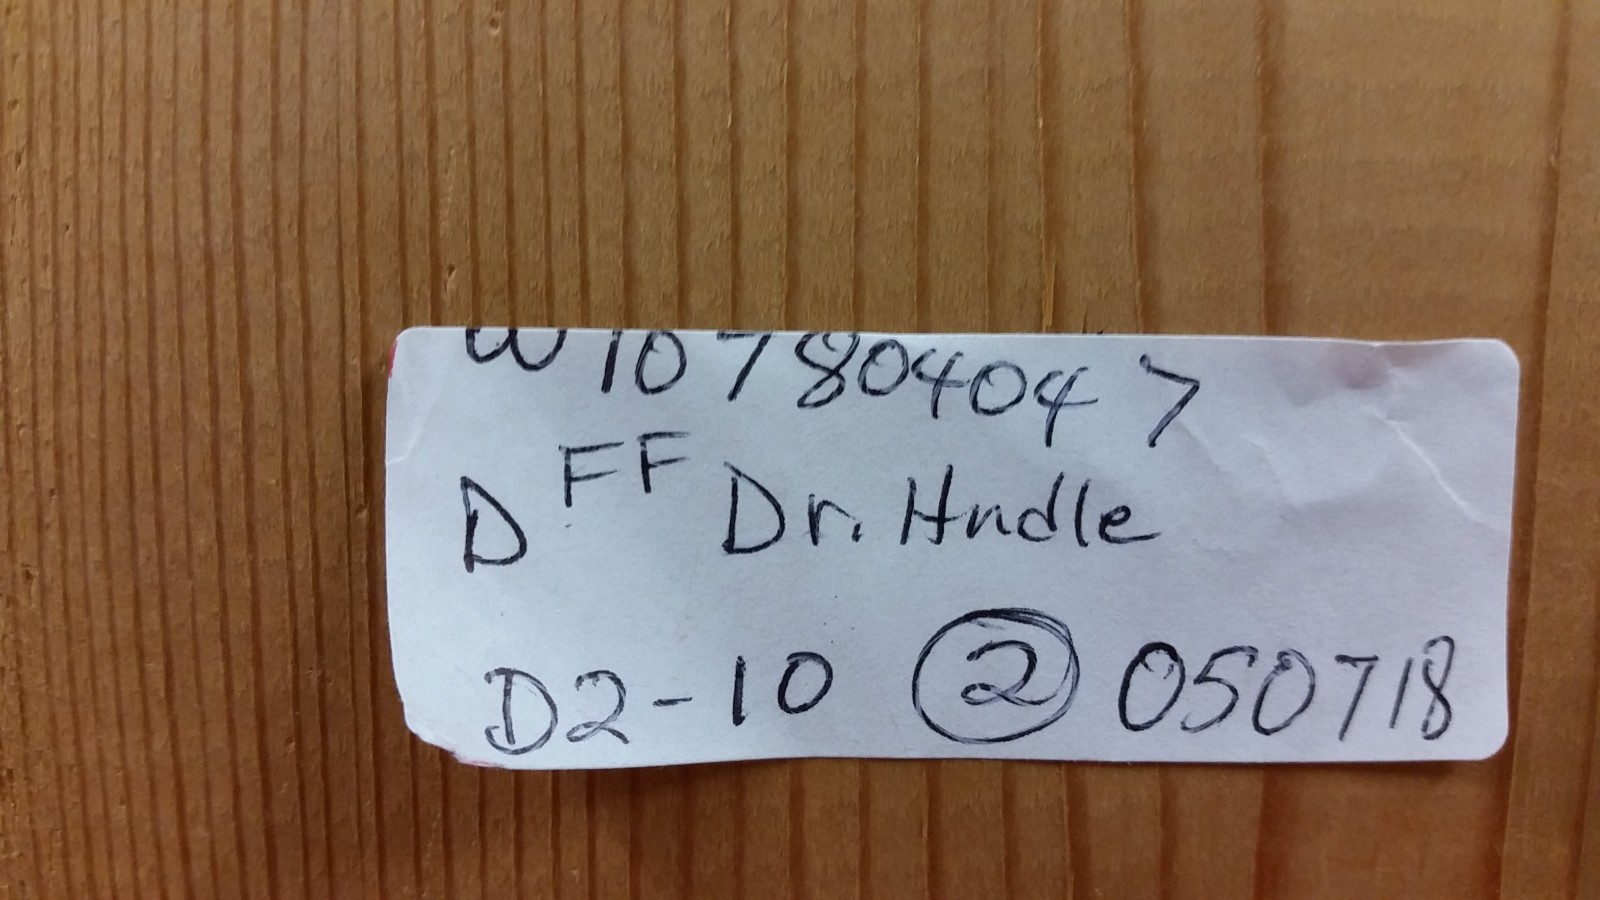 W10780404 7
D FF Dr. Hndle
D2-10 2 050718